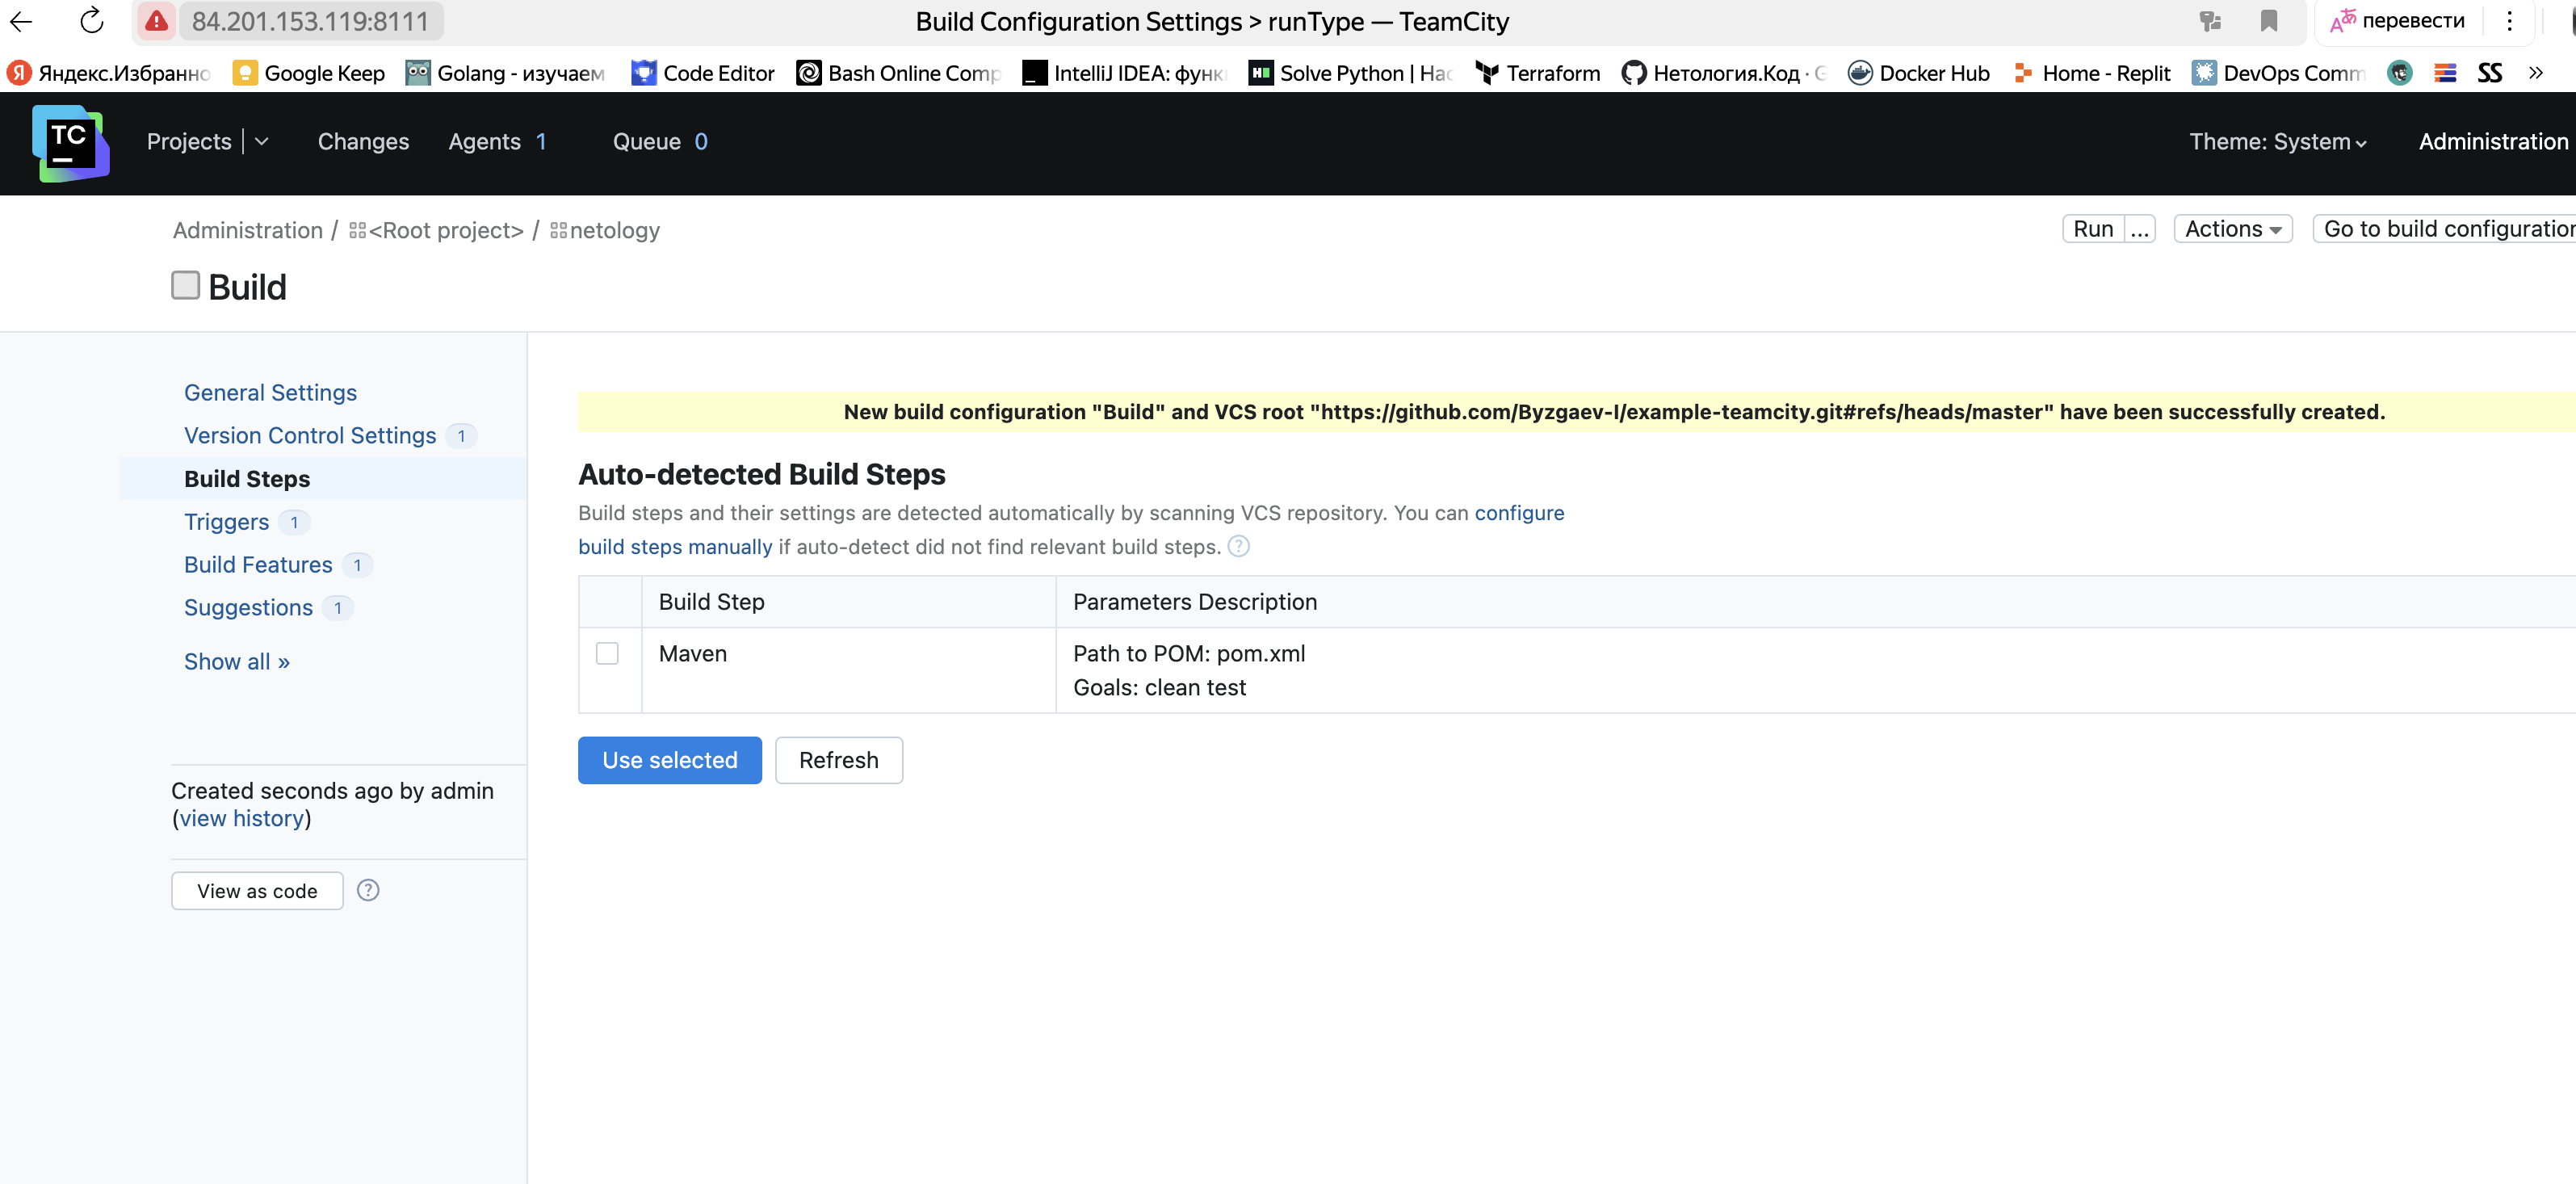 84.201.153.119:8111
Build Configuration Settings > runType — TeamCity
перевести
Яндекс.Избранно
Google Keep
Golang - изучаем
Code Editor
Bash Online Comp
IntelliJ IDEA: функ
Solve Python | Hac
Terraform
Нетология.Код · G
Docker Hub
Home - Replit
DevOps Comm
SS
»
TC
Projects
Changes
Agents 1
Queue 0
Theme: System
Administration
Administration / <Root project> / netology
Run ...
Actions
Go to build configuration
Build
General Settings
Version Control Settings 1
Build Steps
Triggers 1
Build Features 1
Suggestions 1
Show all »
Created seconds ago by admin
(view history)
View as code ?
New build configuration "Build" and VCS root "https://github.com/Byzgaev-I/example-teamcity.git#refs/heads/master" have been successfully created.
Auto-detected Build Steps
Build steps and their settings are detected automatically by scanning VCS repository. You can configure
build steps manually if auto-detect did not find relevant build steps. ?
Build Step Parameters Description
Maven Path to POM: pom.xml
Goals: clean test
Use selected Refresh